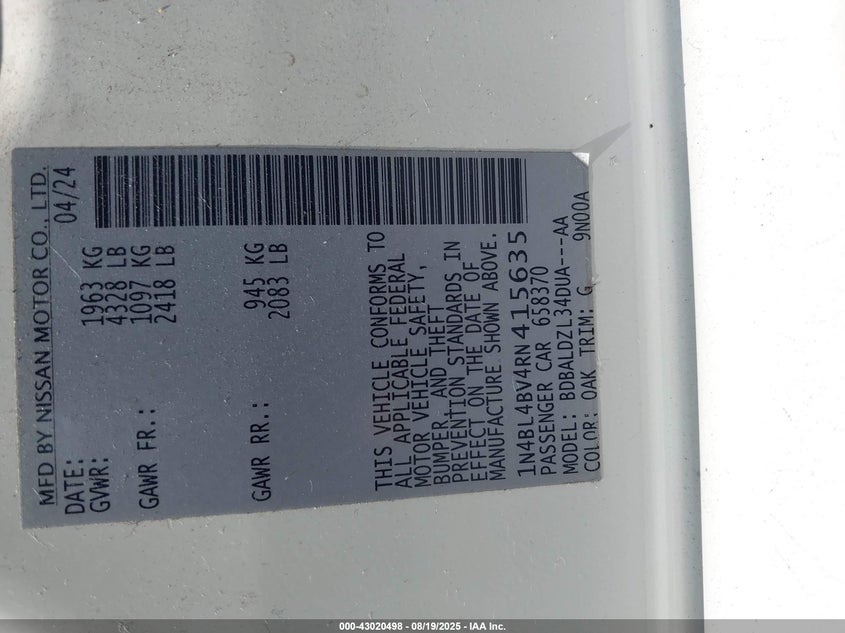 MFD BY NISSAN MOTOR CO., LTD.
DATE: 04/24
GVWR: 1963 KG
4328 LB
GAWR FR.: 1097 KG
2418 LB
GAWR RR.: 945 KG
2083 LB
THIS VEHICLE CONFORMS TO
ALL APPLICABLE FEDERAL
MOTOR VEHICLE SAFETY,
BUMPER, AND THEFT
PREVENTION STANDARDS IN
EFFECT ON THE DATE OF
MANUFACTURE SHOWN ABOVE.
1N4BL4BV4RN415635
PASSENGER CAR 658370
MODEL: BDBALDZL34DUA---AA
COLOR: QAK TRIM: G 9N00A
000-43020498 - 08/19/2025 - IAA Inc.